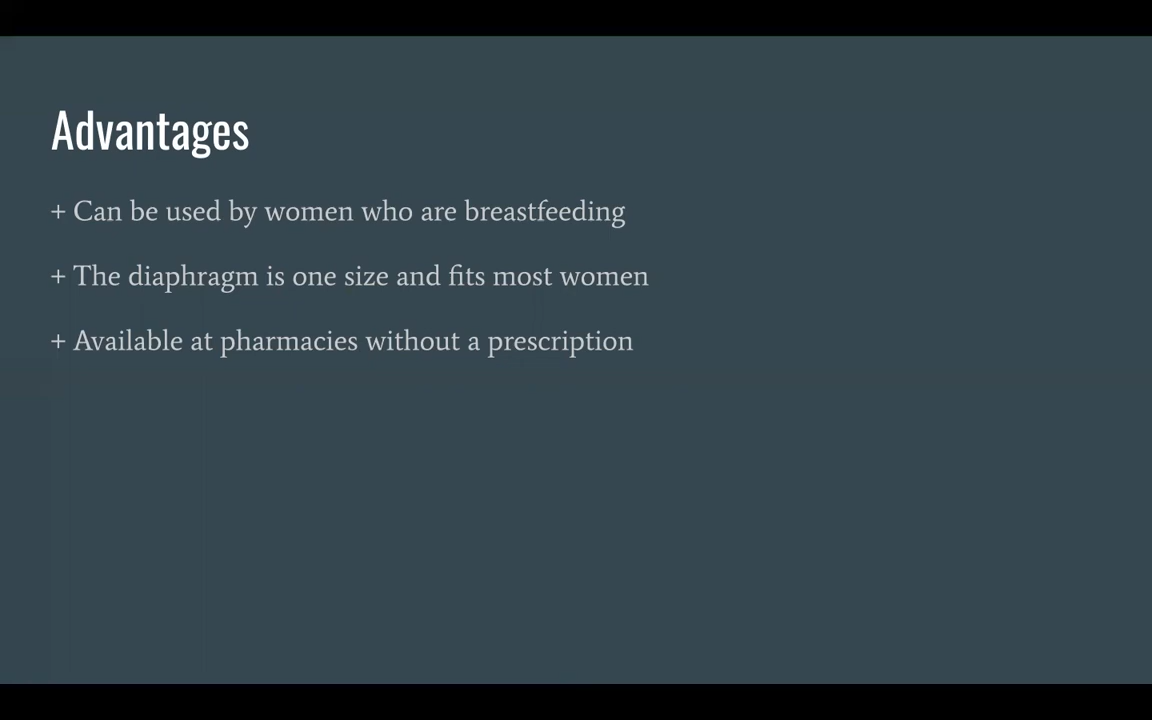 Advantages
+ Can be used by women who are breastfeeding
+ The diaphragm is one size and fits most women
+ Available at pharmacies without a prescription